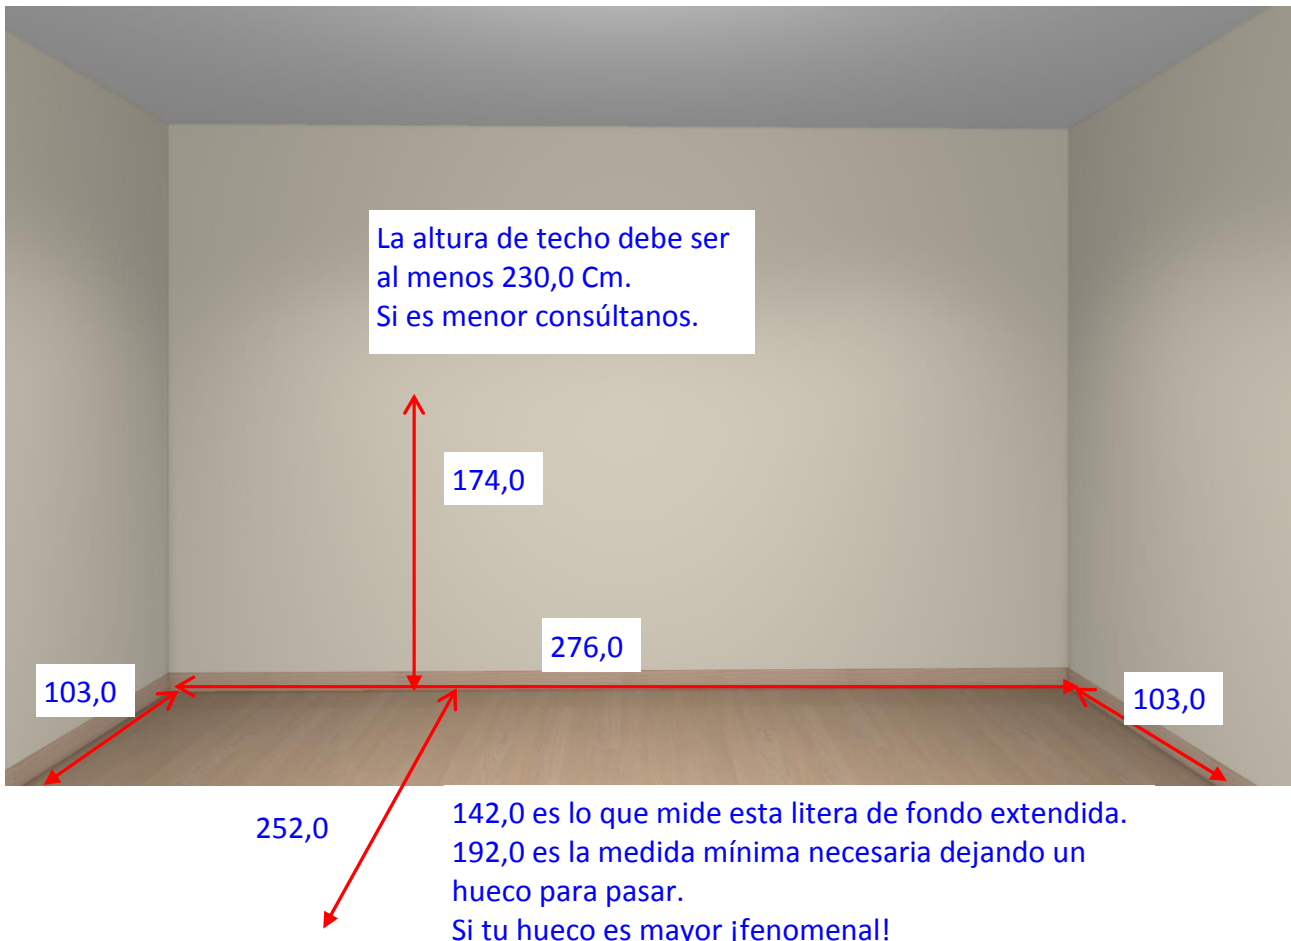 La altura de techo debe ser
al menos 230,0 Cm.
Si es menor consúltanos.
174,0
276,0
103,0
103,0
252,0
142,0 es lo que mide esta litera de fondo extendida.
192,0 es la medida mínima necesaria dejando un
hueco para pasar.
Si tu hueco es mayor ¡fenomenal!